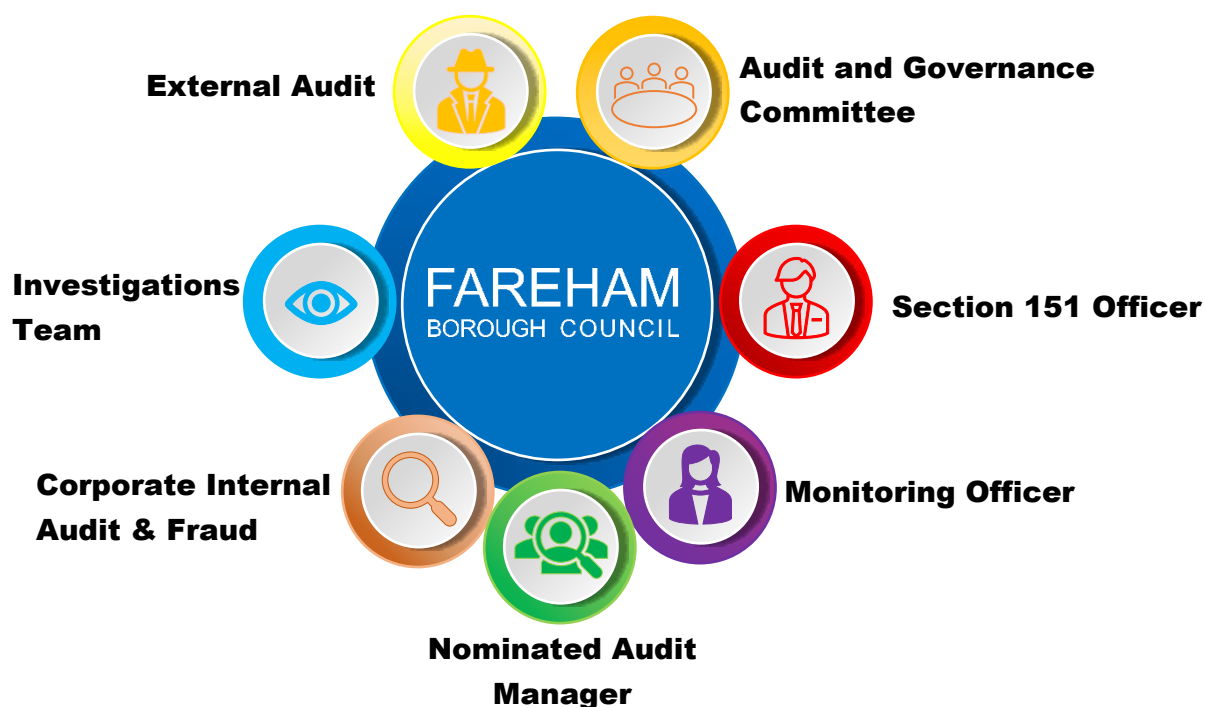 External Audit
Audit and Governance
Committee
Investigations
Team
FAREHAM
BOROUGH COUNCIL
Section 151 Officer
Corporate Internal
Audit & Fraud
Monitoring Officer
Nominated Audit
Manager